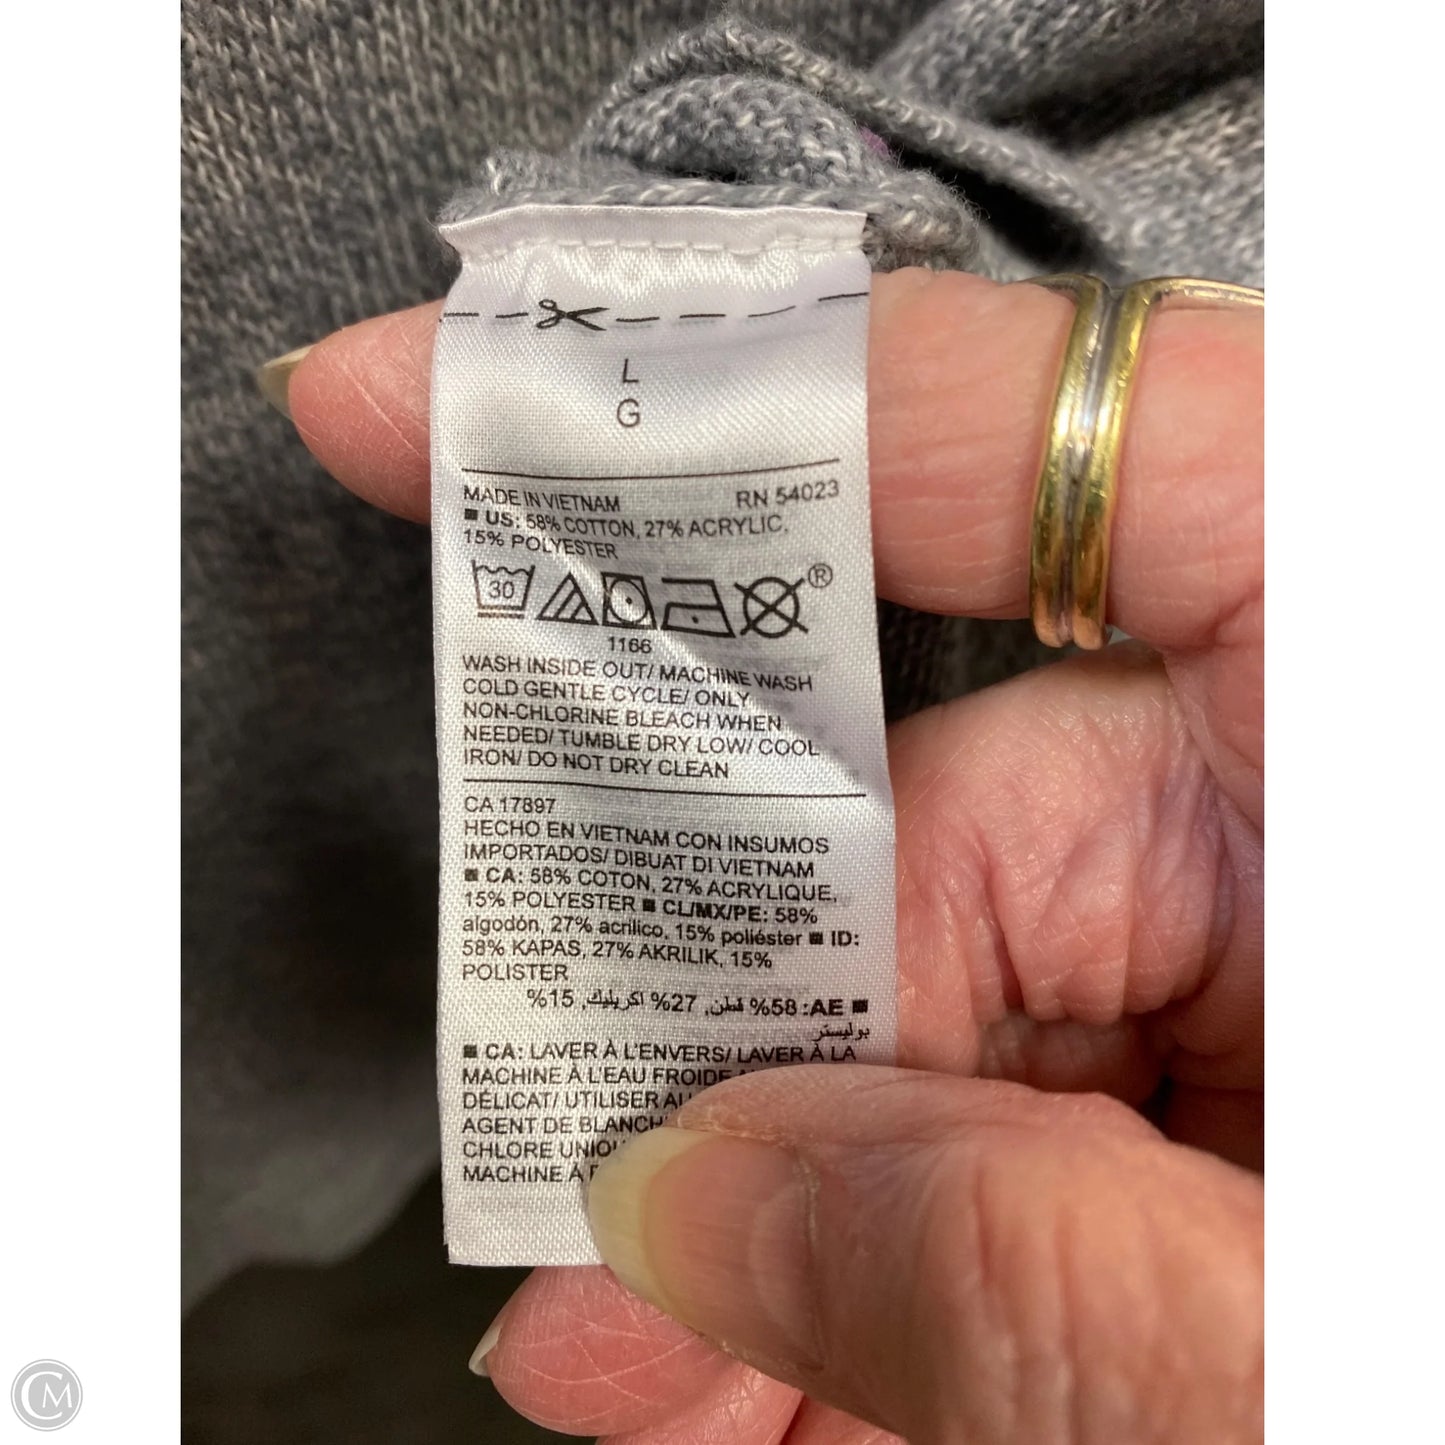 L
G
MADE IN VIETNAM RN 54023
■ US: 58% COTTON, 27% ACRYLIC,
15% POLYESTER
30 ®
1166
WASH INSIDE OUT/ MACHINE WASH
COLD GENTLE CYCLE/ ONLY
NON-CHLORINE BLEACH WHEN
NEEDED/ TUMBLE DRY LOW/ COOL
IRON/ DO NOT DRY CLEAN
CA 17897
HECHO EN VIETNAM CON INSUMOS
IMPORTADOS/ DIBUAT DI VIETNAM
■ CA: 58% COTON, 27% ACRYLIQUE,
15% POLYESTER ■ CL/MX/PE: 58%
algodón, 27% acrilico, 15% poliéster ■ ID:
58% KAPAS, 27% AKRILIK, 15%
POLISTER
■ AE: 58% قطن, 27% اكريليك, 15%
بوليستر
■ CA: LAVER À L'ENVERS/ LAVER À LA
MACHINE À L'EAU FROIDE
DÉLICAT/ UTILISER
AGENT DE
CHLORE
MACHINE À
CM